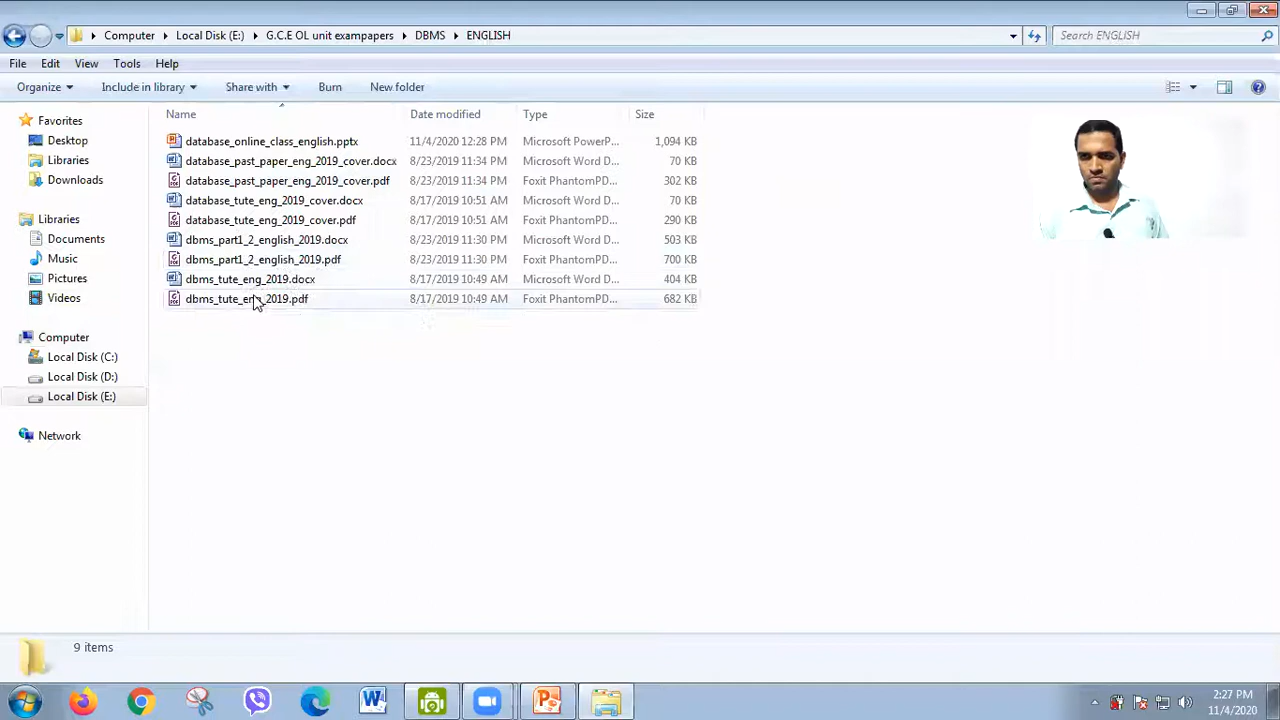 Computer Local Disk (E:) G.C.E OL unit exampapers DBMS ENGLISH Search ENGLISH
File Edit View Tools Help
Organize Include in library Share with Burn New folder
Name Date modified Type Size
Favorites
Desktop
Libraries
Downloads
Libraries
Documents
Music
Pictures
Videos
Computer
Local Disk (C:)
Local Disk (D:)
Local Disk (E:)
Network
database_online_class_english.pptx 11/4/2020 12:28 PM Microsoft PowerP... 1,094 KB
database_past_paper_eng_2019_cover.docx 8/23/2019 11:34 PM Microsoft Word D... 70 KB
database_past_paper_eng_2019_cover.pdf 8/23/2019 11:34 PM Foxit PhantomPD... 302 KB
database_tute_eng_2019_cover.docx 8/17/2019 10:51 AM Microsoft Word D... 70 KB
database_tute_eng_2019_cover.pdf 8/17/2019 10:51 AM Foxit PhantomPD... 290 KB
dbms_part1_2_english_2019.docx 8/23/2019 11:30 PM Microsoft Word D... 503 KB
dbms_part1_2_english_2019.pdf 8/23/2019 11:30 PM Foxit PhantomPD... 700 KB
dbms_tute_eng_2019.docx 8/17/2019 10:49 AM Microsoft Word D... 404 KB
dbms_tute_eng_2019.pdf 8/17/2019 10:49 AM Foxit PhantomPD... 682 KB
9 items
2:27 PM
11/4/2020